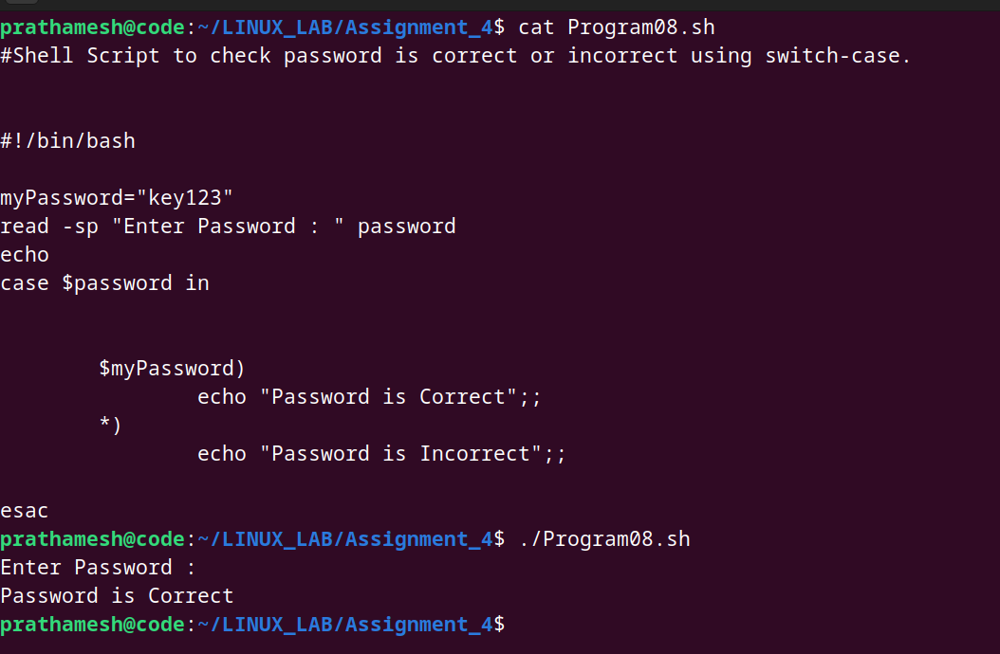 prathamesh@code:~/LINUX_LAB/Assignment_4$ cat Program08.sh
#Shell Script to check password is correct or incorrect using switch-case.
#!/bin/bash
myPassword="key123"
read -sp "Enter Password : " password
echo
case $password in
$myPassword)
echo "Password is Correct";;
*)
echo "Password is Incorrect";;
esac
prathamesh@code:~/LINUX_LAB/Assignment_4$ ./Program08.sh
Enter Password :
Password is Correct
prathamesh@code:~/LINUX_LAB/Assignment_4$